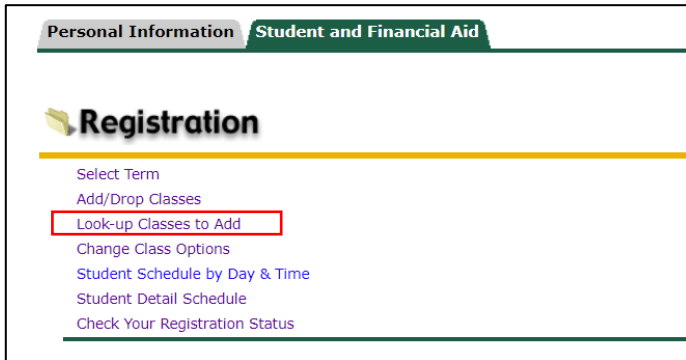 Personal Information Student and Financial Aid
Registration
Select Term
Add/Drop Classes
Look-up Classes to Add
Change Class Options
Student Schedule by Day & Time
Student Detail Schedule
Check Your Registration Status